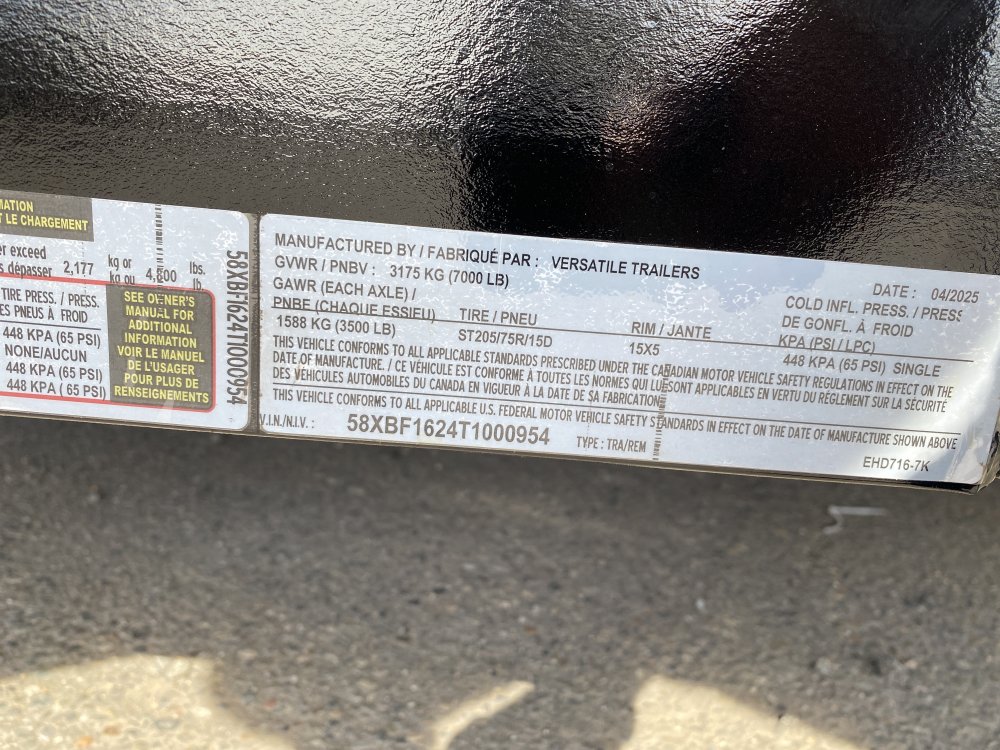 MATION
T LE CHARGEMENT
er exceed
s dépasser 2,177 kg or / kg ou 4,800 lbs. / lb.
TIRE PRESS. / PRESS.
ES PNEUS À FROID
448 KPA (65 PSI)
NONE/AUCUN
448 KPA (65 PSI)
448 KPA (65 PSI)
SEE OWNER'S
MANUAL FOR
ADDITIONAL
INFORMATION
VOIR LE MANUEL
DE L'USAGER
POUR PLUS DE
RENSEIGNEMENTS
58XBF1624T1000954
MANUFACTURED BY / FABRIQUÉ PAR : VERSATILE TRAILERS
DATE : 04/2025
GVWR / PNBV : 3175 KG (7000 LB)
GAWR (EACH AXLE) /
PNBE (CHAQUE ESSIEU)
TIRE / PNEU
RIM / JANTE
COLD INFL. PRESS. / PRESS
DE GONFL. À FROID
KPA (PSI / LPC)
1588 KG (3500 LB) ST205/75R/15D 15X5 448 KPA (65 PSI) SINGLE
THIS VEHICLE CONFORMS TO ALL APPLICABLE STANDARDS PRESCRIBED UNDER THE CANADIAN MOTOR VEHICLE SAFETY REGULATIONS IN EFFECT ON THE
DATE OF MANUFACTURE. / CE VÉHICULE EST CONFORME À TOUTES LES NORMES QUI LUI SONT APPLICABLES EN VERTU DU RÈGLEMENT SUR LA SÉCURITÉ
DES VÉHICULES AUTOMOBILES DU CANADA EN VIGUEUR À LA DATE DE SA FABRICATION
THIS VEHICLE CONFORMS TO ALL APPLICABLE U.S. FEDERAL MOTOR VEHICLE SAFETY STANDARDS IN EFFECT ON THE DATE OF MANUFACTURE SHOWN ABOVE
V.I.N./N.I.V. : 58XBF1624T1000954 TYPE : TRA/REM EHD716-7K